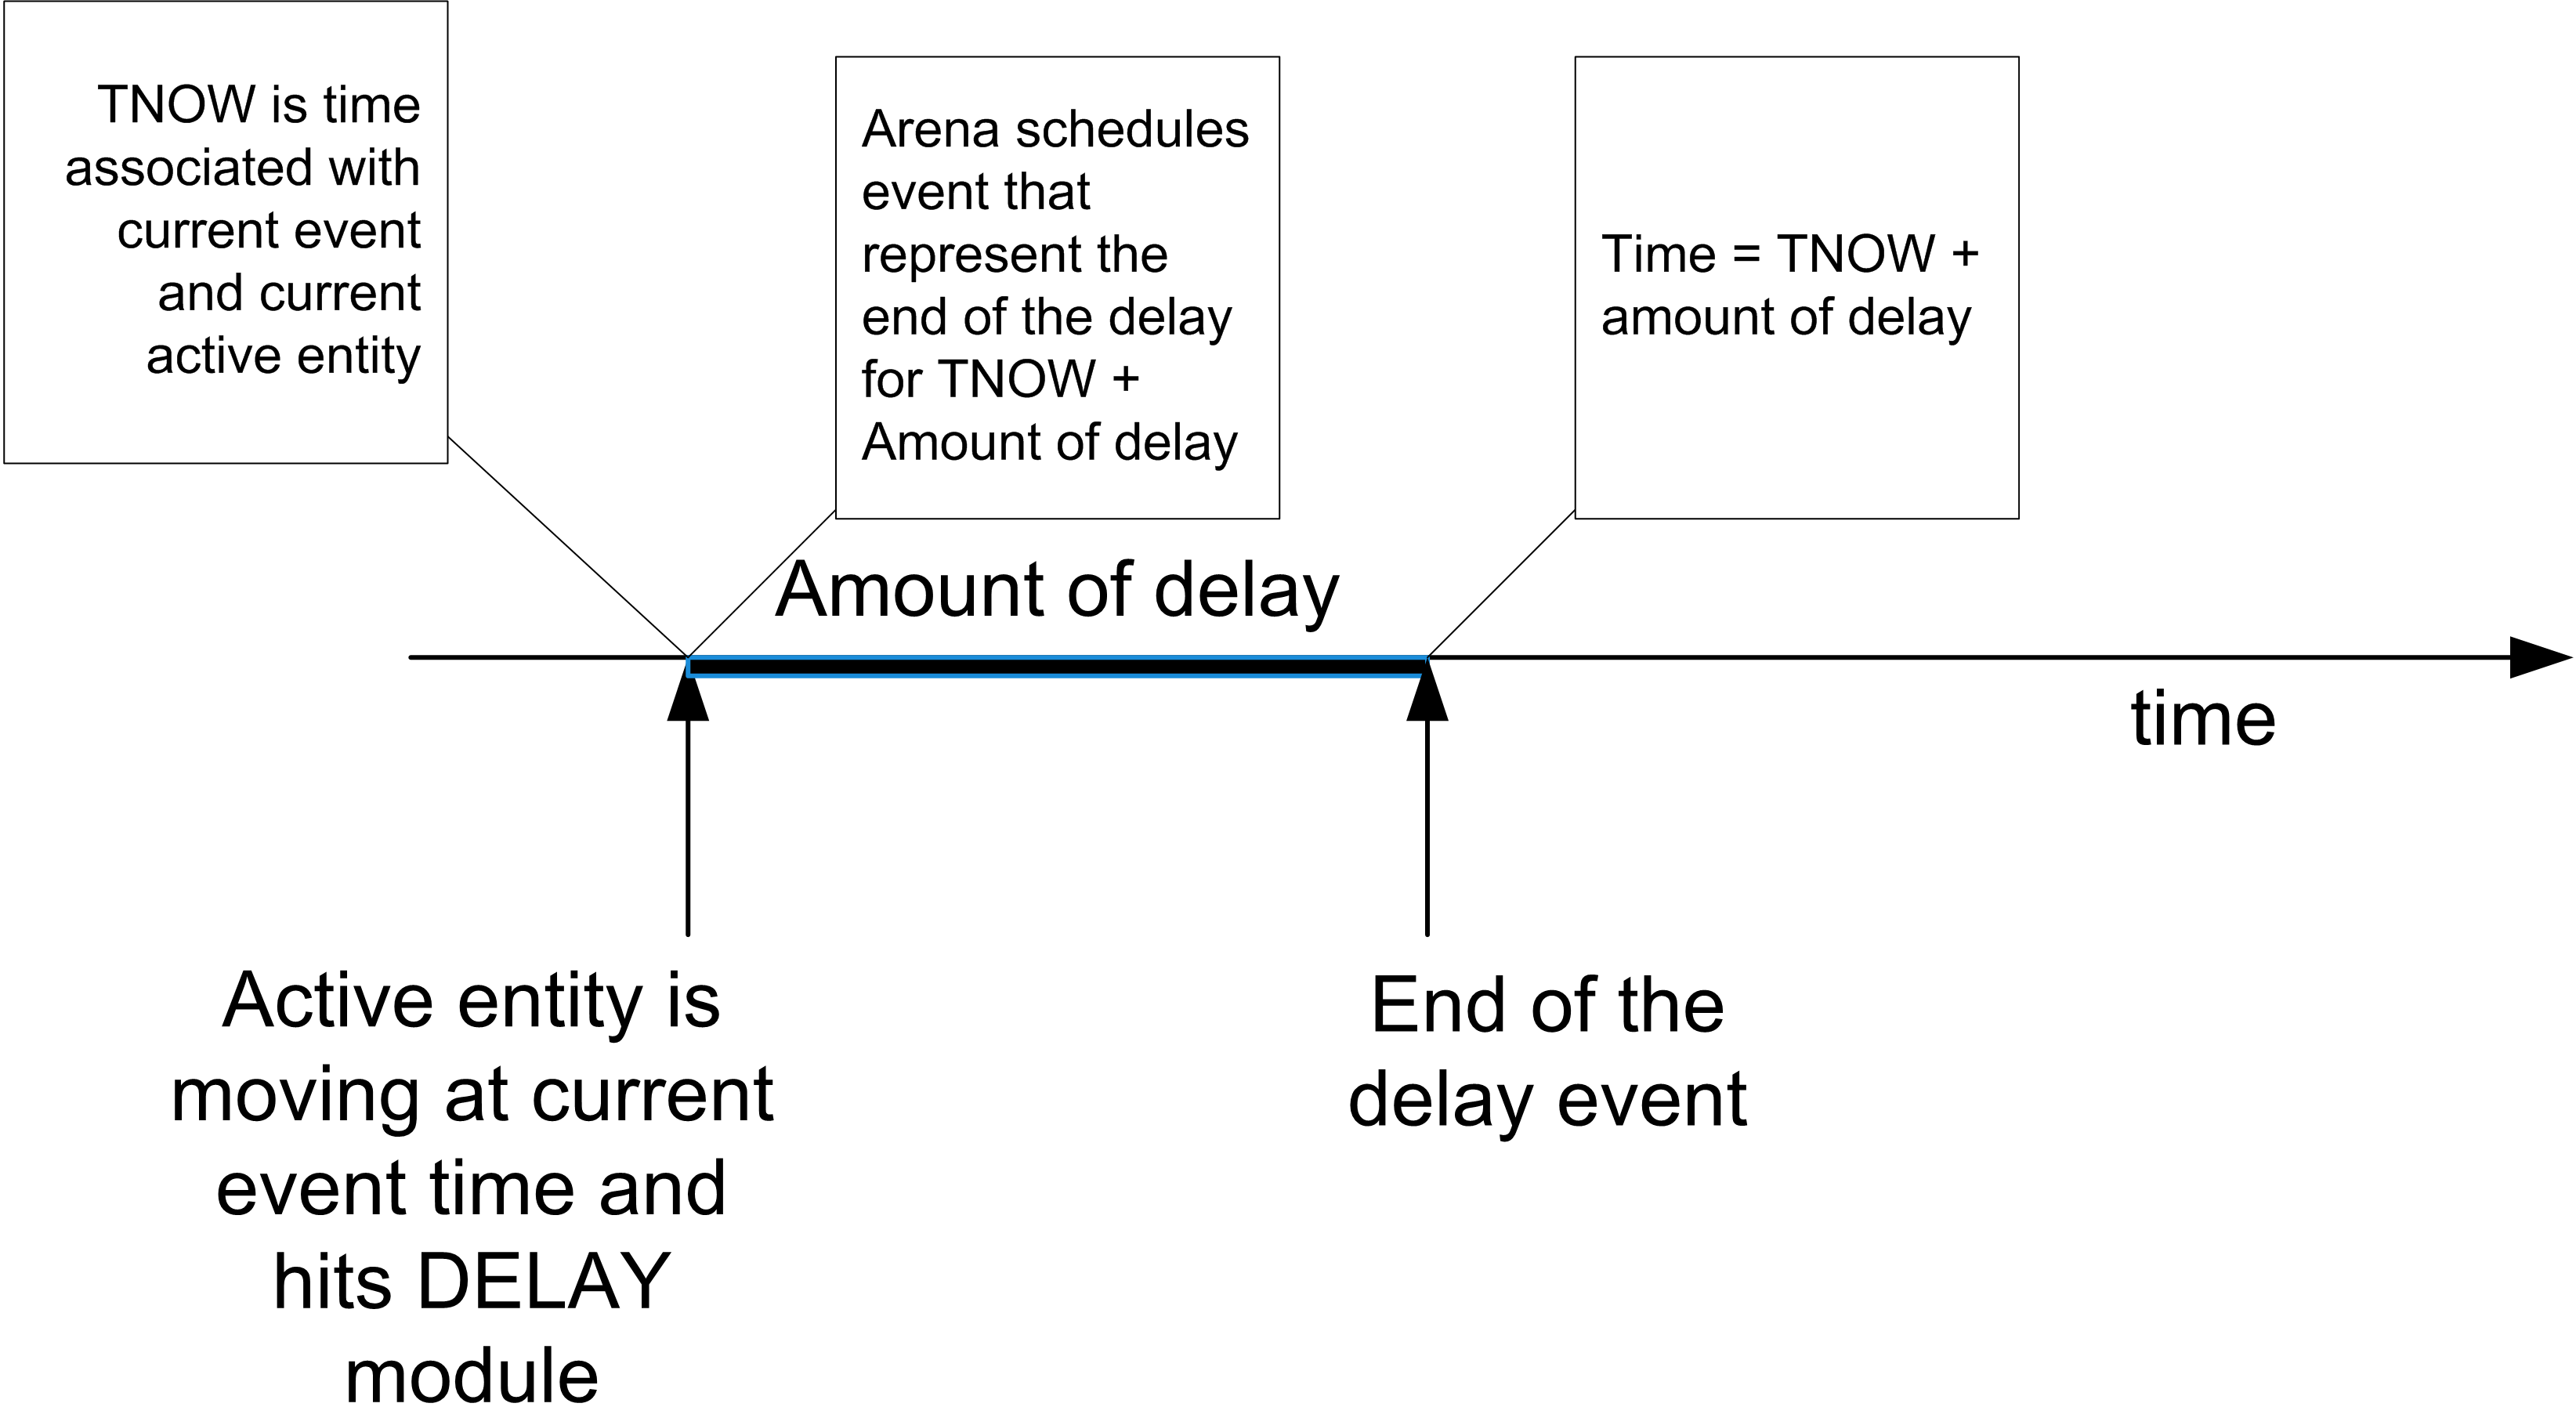 TNOW is time
associated with
current event
and current
active entity
Arena schedules
event that
represent the
end of the delay
for TNOW +
Amount of delay
Time = TNOW +
amount of delay
Amount of delay
time
Active entity is
moving at current
event time and
hits DELAY
module
End of the
delay event